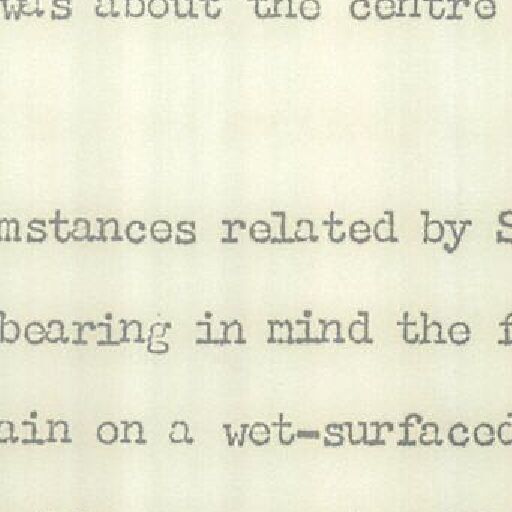 was about the centre
mstances related by S
bearing in mind the f
ain on a wet-surfaced